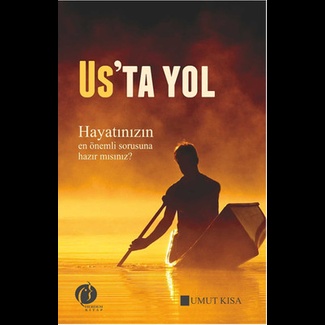 US'TA YOL
Hayatınızın
en önemli sorusuna
hazır mısınız?
UMUT KISA